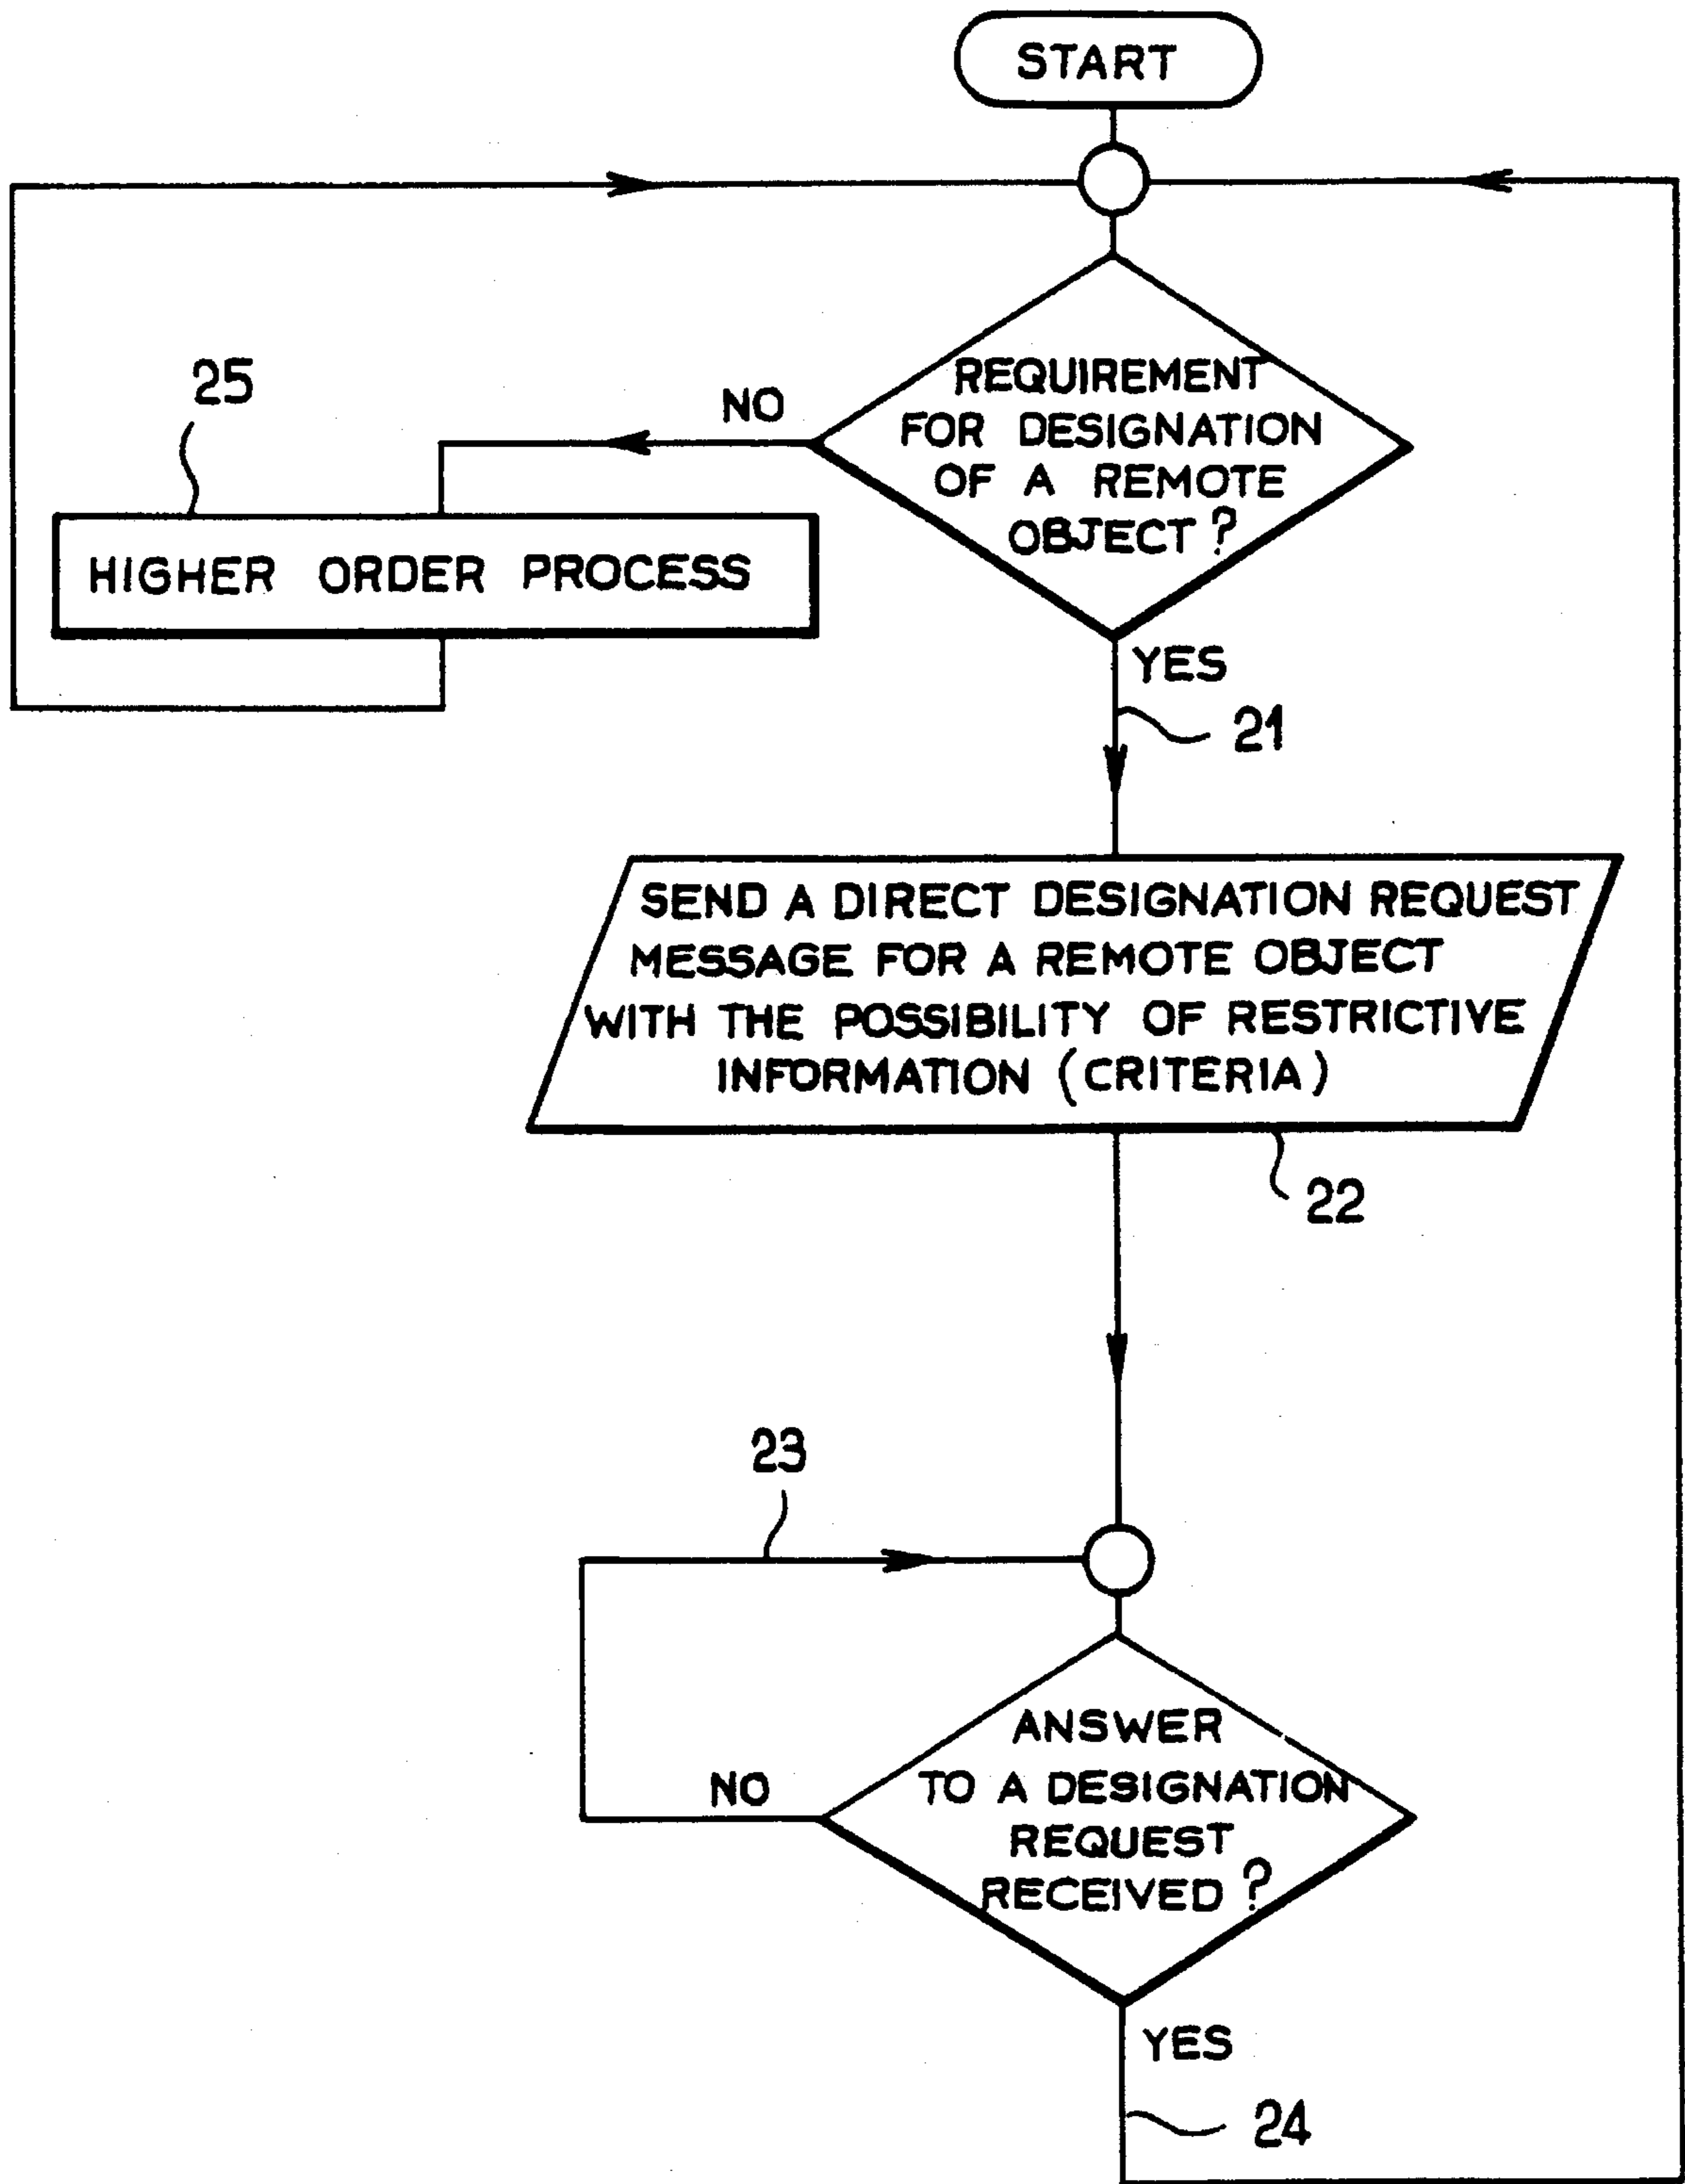 START
REQUIREMENT
FOR DESIGNATION
OF A REMOTE
OBJECT?
NO
25
HIGHER ORDER PROCESS
YES
21
SEND A DIRECT DESIGNATION REQUEST
MESSAGE FOR A REMOTE OBJECT
WITH THE POSSIBILITY OF RESTRICTIVE
INFORMATION (CRITERIA)
22
23
ANSWER
TO A DESIGNATION
REQUEST
RECEIVED?
NO
YES
24